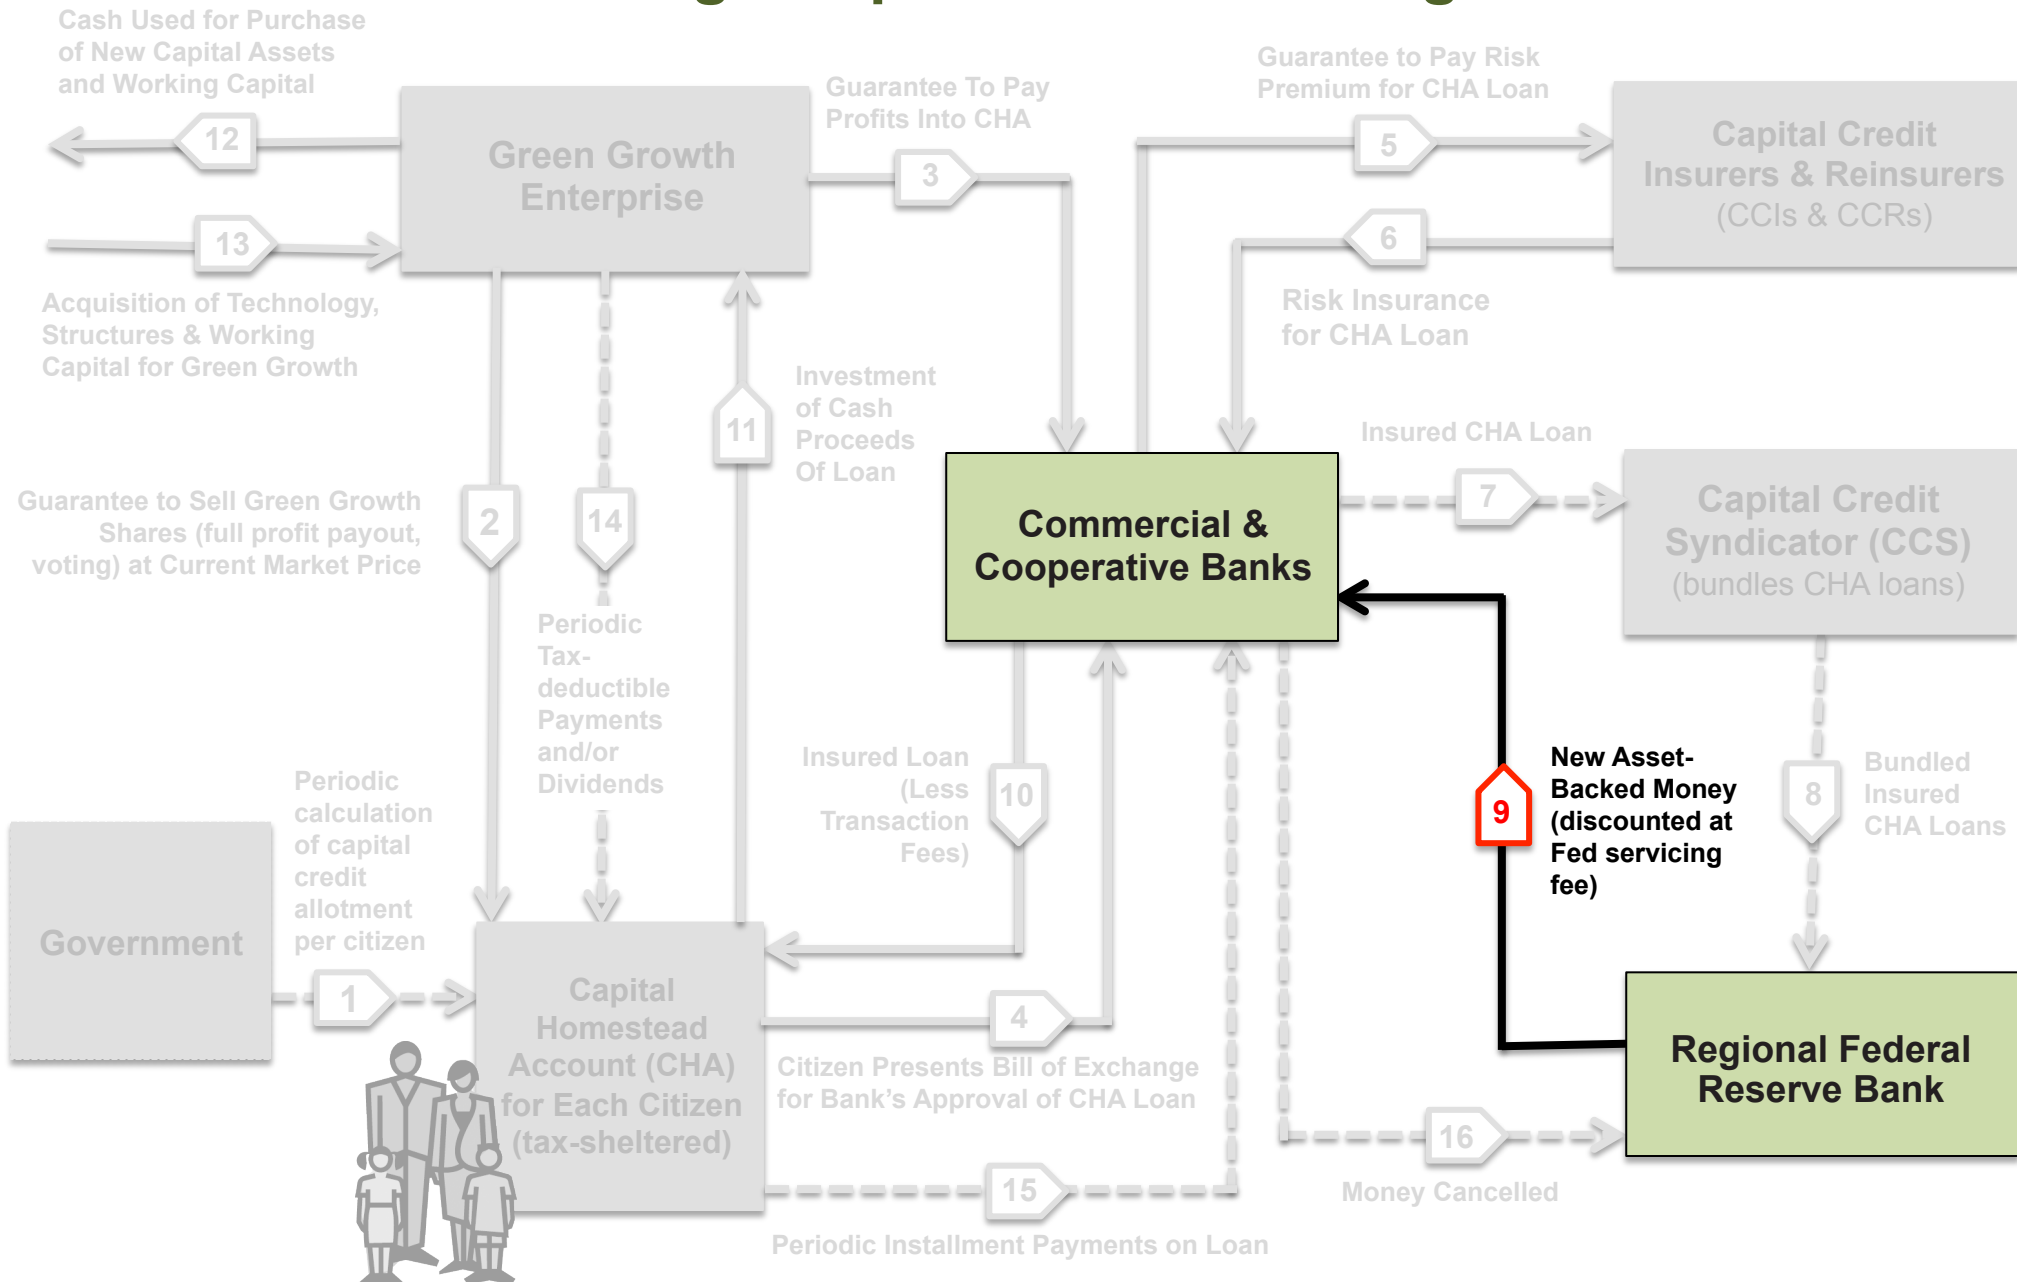 Cash Used for Purchase
of New Capital Assets
and Working Capital
12
13
Acquisition of Technology,
Structures & Working
Capital for Green Growth
Green Growth
Enterprise
Guarantee To Pay
Profits Into CHA
3
Guarantee to Pay Risk
Premium for CHA Loan
5
Capital Credit
Insurers & Reinsurers
(CCIs & CCRs)
6
Risk Insurance
for CHA Loan
Guarantee to Sell Green Growth
Shares (full profit payout,
voting) at Current Market Price
2
14
11
Investment
of Cash
Proceeds
Of Loan
Commercial &
Cooperative Banks
Insured CHA Loan
7
Capital Credit
Syndicator (CCS)
(bundles CHA loans)
Periodic
Tax-
deductible
Payments
and/or
Dividends
Insured Loan
(Less
Transaction
Fees)
10
9
New Asset-
Backed Money
(discounted at
Fed servicing
fee)
8
Bundled
Insured
CHA Loans
Government
Periodic
calculation
of capital
credit
allotment
per citizen
1
Capital
Homestead
Account (CHA)
for Each Citizen
(tax-sheltered)
4
Citizen Presents Bill of Exchange
for Bank's Approval of CHA Loan
15
Periodic Installment Payments on Loan
16
Money Cancelled
Regional Federal
Reserve Bank